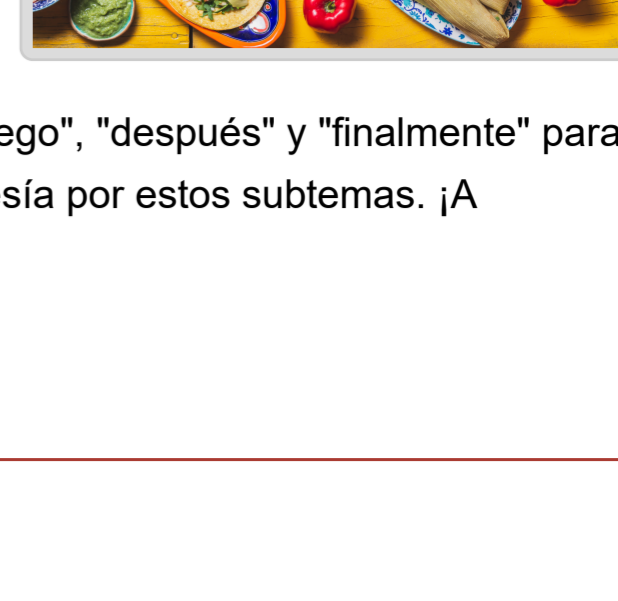 ego", "después" y "finalmente" para
sía por estos subtemas. ¡A